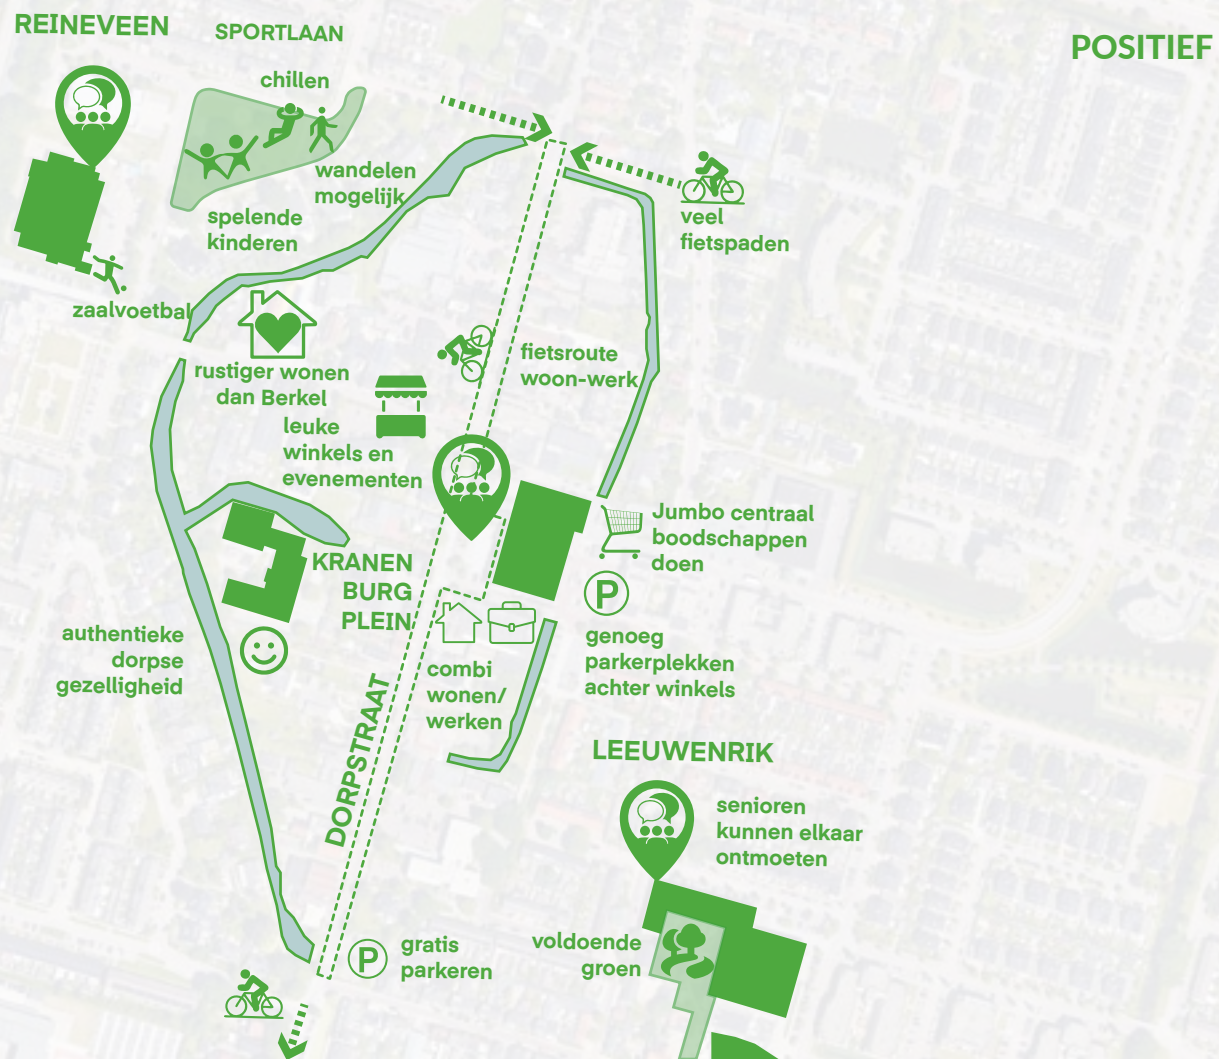 REINEVEEN
SPORTLAAN
POSITIEF
chillen
wandelen
mogelijk
spelende
kinderen
veel
fietspaden
zaalvoetbal
rustiger wonen
dan Berkel
fietsroute
woon-werk
leuke
winkels en
evenementen
Jumbo centraal
boodschappen
doen
KRANEN
BURG
PLEIN
P
genoeg
parkerplekken
achter winkels
authentieke
dorpse
gezelligheid
combi
wonen/
werken
DORPSTRAAT
LEEUWENRIK
senioren
kunnen elkaar
ontmoeten
voldoende
groen
P
gratis
parkeren